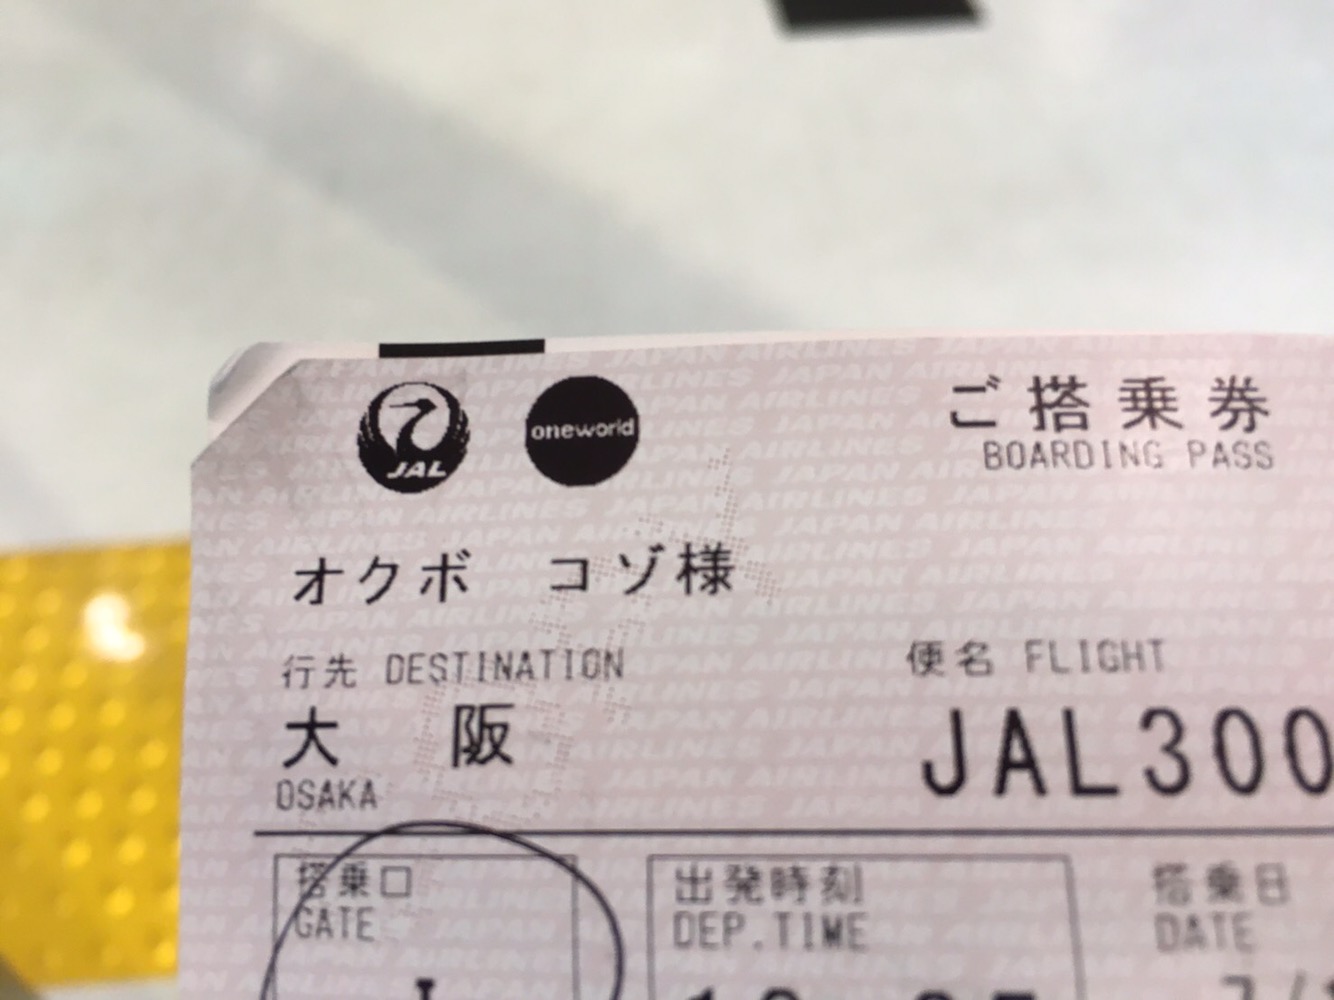 JAL
oneworld
ご搭乗券
BOARDING PASS
オクボ コゾ様
行先 DESTINATION
便名 FLIGHT
大 阪
JAL300
OSAKA
搭乗口
出発時刻
搭乗日
GATE
DEP.TIME
DATE